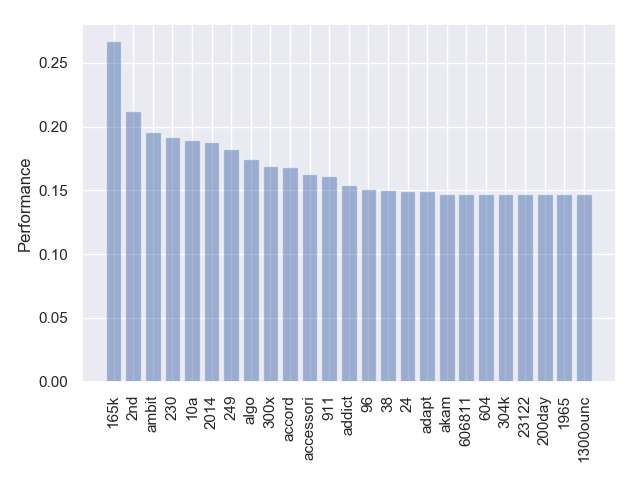 Performance
0.25
0.20
0.15
0.10
0.05
0.00
165k
2nd
ambit
230
10a
2014
249
algo
300x
accord
accessori
911
addict
96
38
24
adapt
akam
606811
604
304k
23122
200day
1965
1300ounc